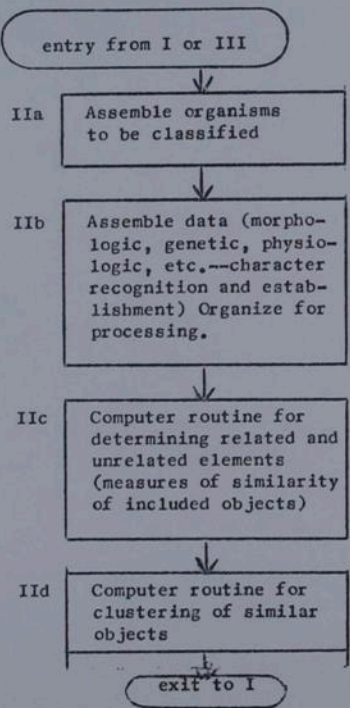 entry from I or III
IIa
Assemble organisms
to be classified
IIb
Assemble data (morpho-
logic, genetic, physio-
logic, etc.--character
recognition and estab-
lishment) Organize for
processing.
IIc
Computer routine for
determining related and
unrelated elements
(measures of similarity
of included objects)
IId
Computer routine for
clustering of similar
objects
exit to I